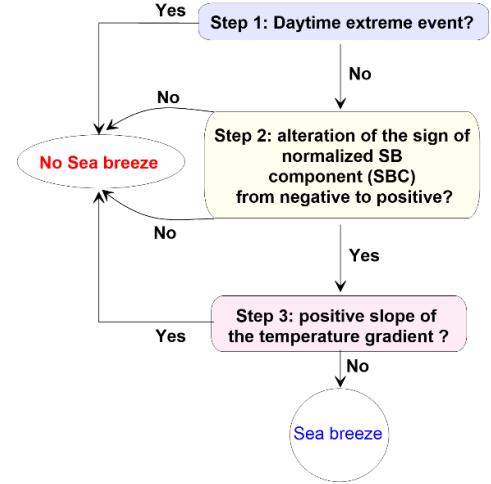 Yes
Step 1: Daytime extreme event?
No
No
Step 2: alteration of the sign of
normalized SB
component (SBC)
from negative to positive?
No Sea breeze
No
Yes
Step 3: positive slope of
the temperature gradient ?
Yes
No
Sea breeze